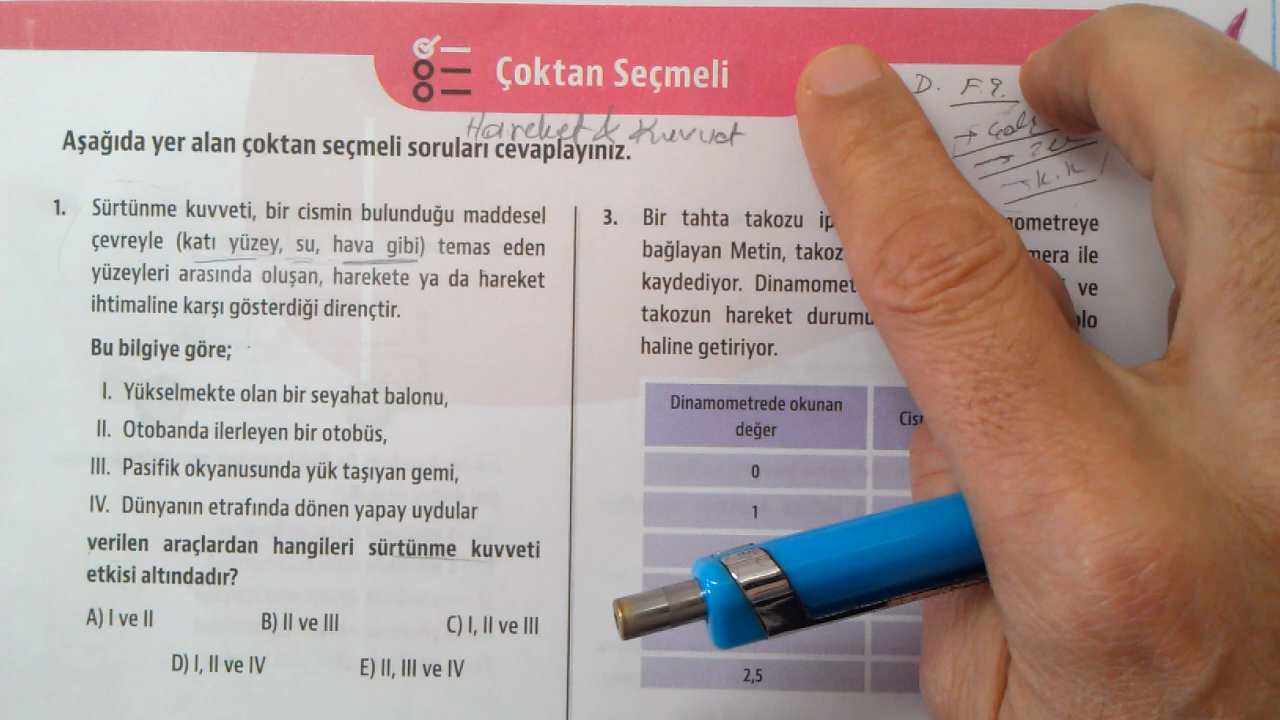 Çoktan Seçmeli
Hareket & Kuvvet
Aşağıda yer alan çoktan seçmeli soruları cevaplayınız.
1. Sürtünme kuvveti, bir cismin bulunduğu maddesel
çevreyle (katı yüzey, su, hava gibi) temas eden
yüzeyleri arasında oluşan, harekete ya da hareket
ihtimaline karşı gösterdiği dirençtir.
Bu bilgiye göre;
I. Yükselmekte olan bir seyahat balonu,
II. Otobanda ilerleyen bir otobüs,
III. Pasifik okyanusunda yük taşıyan gemi,
IV. Dünyanın etrafında dönen yapay uydular
verilen araçlardan hangileri sürtünme kuvveti
etkisi altındadır?
A) I ve II B) II ve III C) I, II ve III
D) I, II ve IV E) II, III ve IV
D. F.
K.K
3. Bir tahta takozu ip
bağlayan Metin, takoz mera ile
kaydediyor. Dinamomet ve
takozun hareket durumu blo
haline getiriyor.
Dinamometrede okunan
değer
0
1
2,5